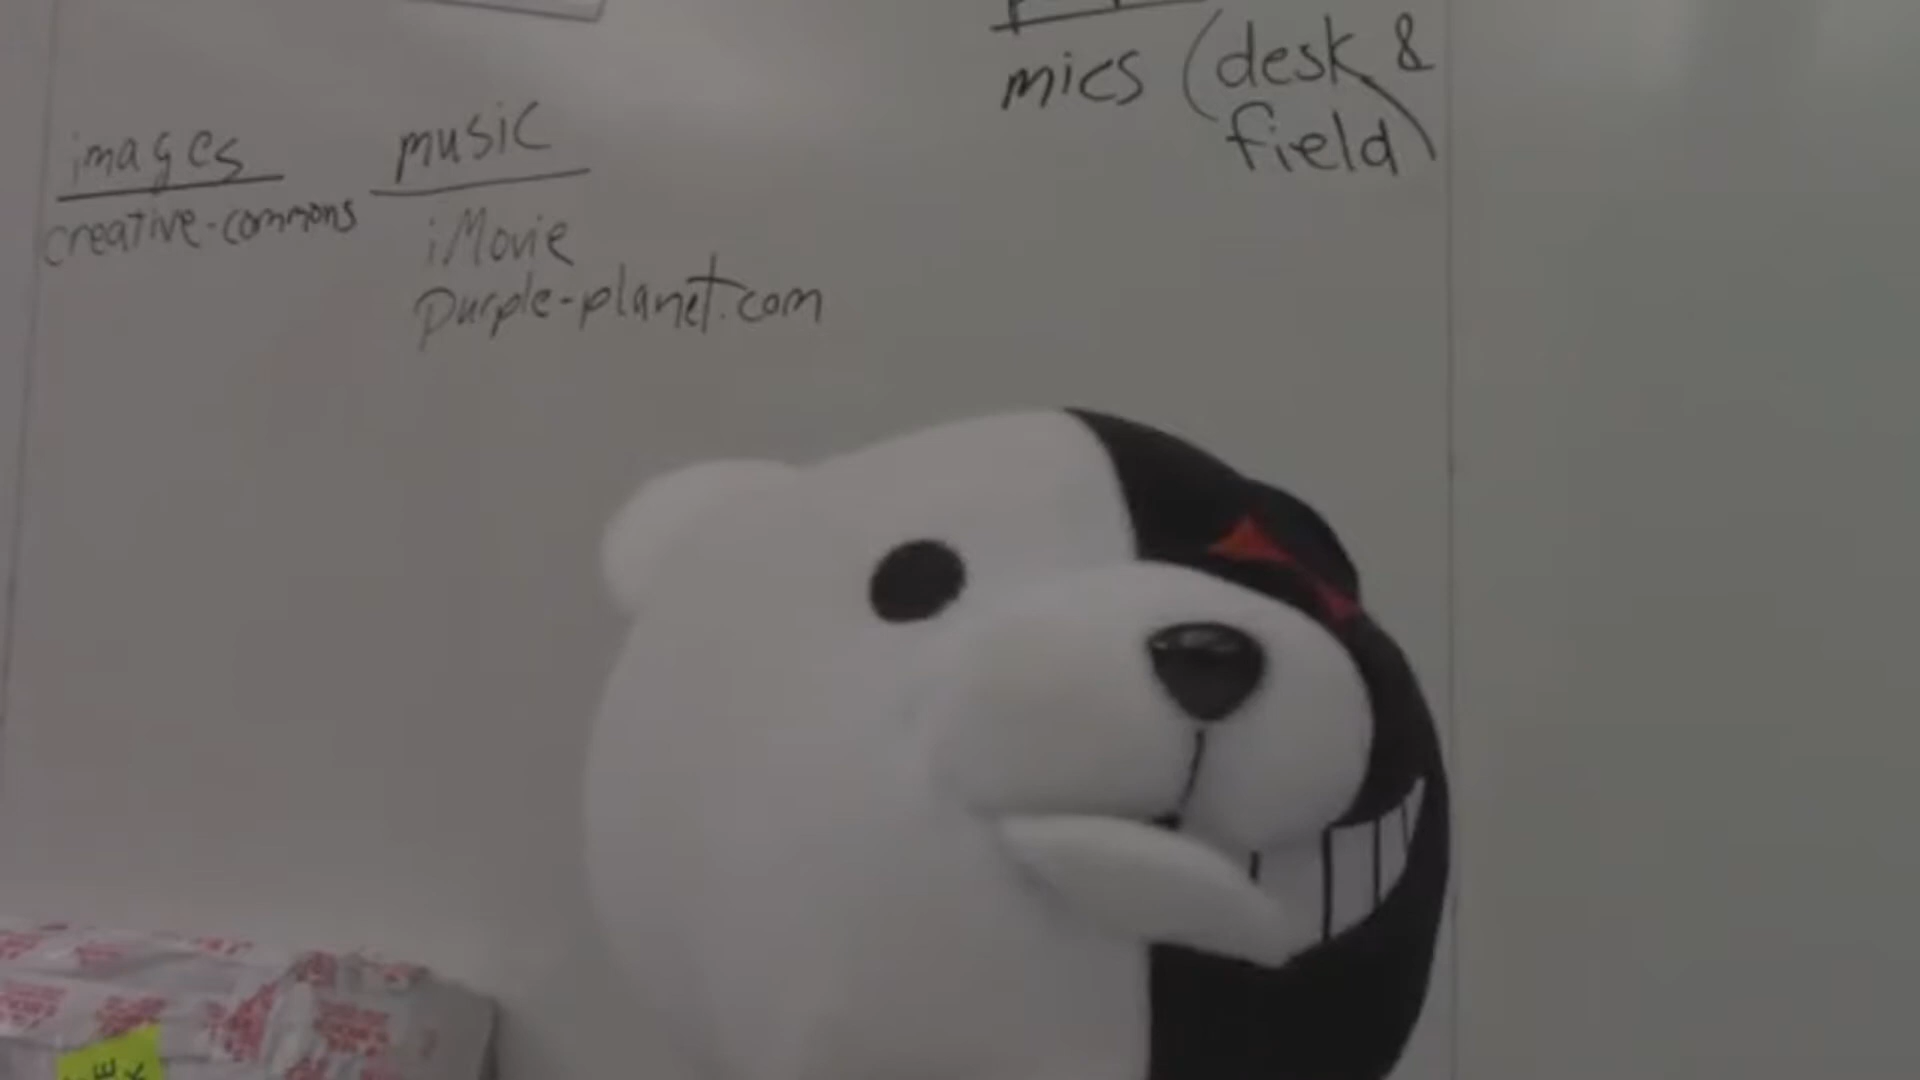 images
creative-commons
music
iMovie
purple-planet.com
mics (desk &
field)